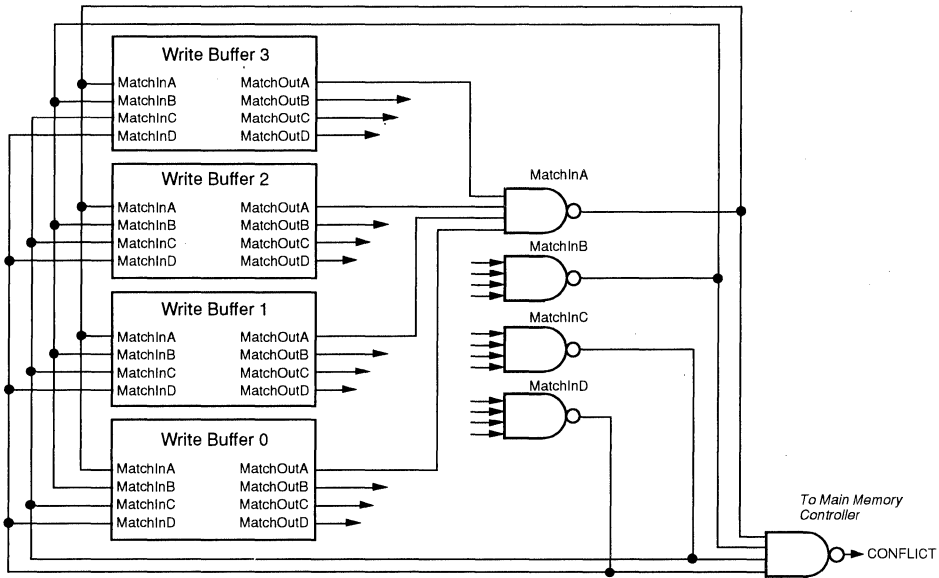 Write Buffer 3
MatchInA MatchOutA
MatchInB MatchOutB
MatchInC MatchOutC
MatchInD MatchOutD
Write Buffer 2
MatchInA MatchOutA
MatchInB MatchOutB
MatchInC MatchOutC
MatchInD MatchOutD
Write Buffer 1
MatchInA MatchOutA
MatchInB MatchOutB
MatchInC MatchOutC
MatchInD MatchOutD
Write Buffer 0
MatchInA MatchOutA
MatchInB MatchOutB
MatchInC MatchOutC
MatchInD MatchOutD
MatchInA
MatchInB
MatchInC
MatchInD
To Main Memory
Controller
CONFLICT